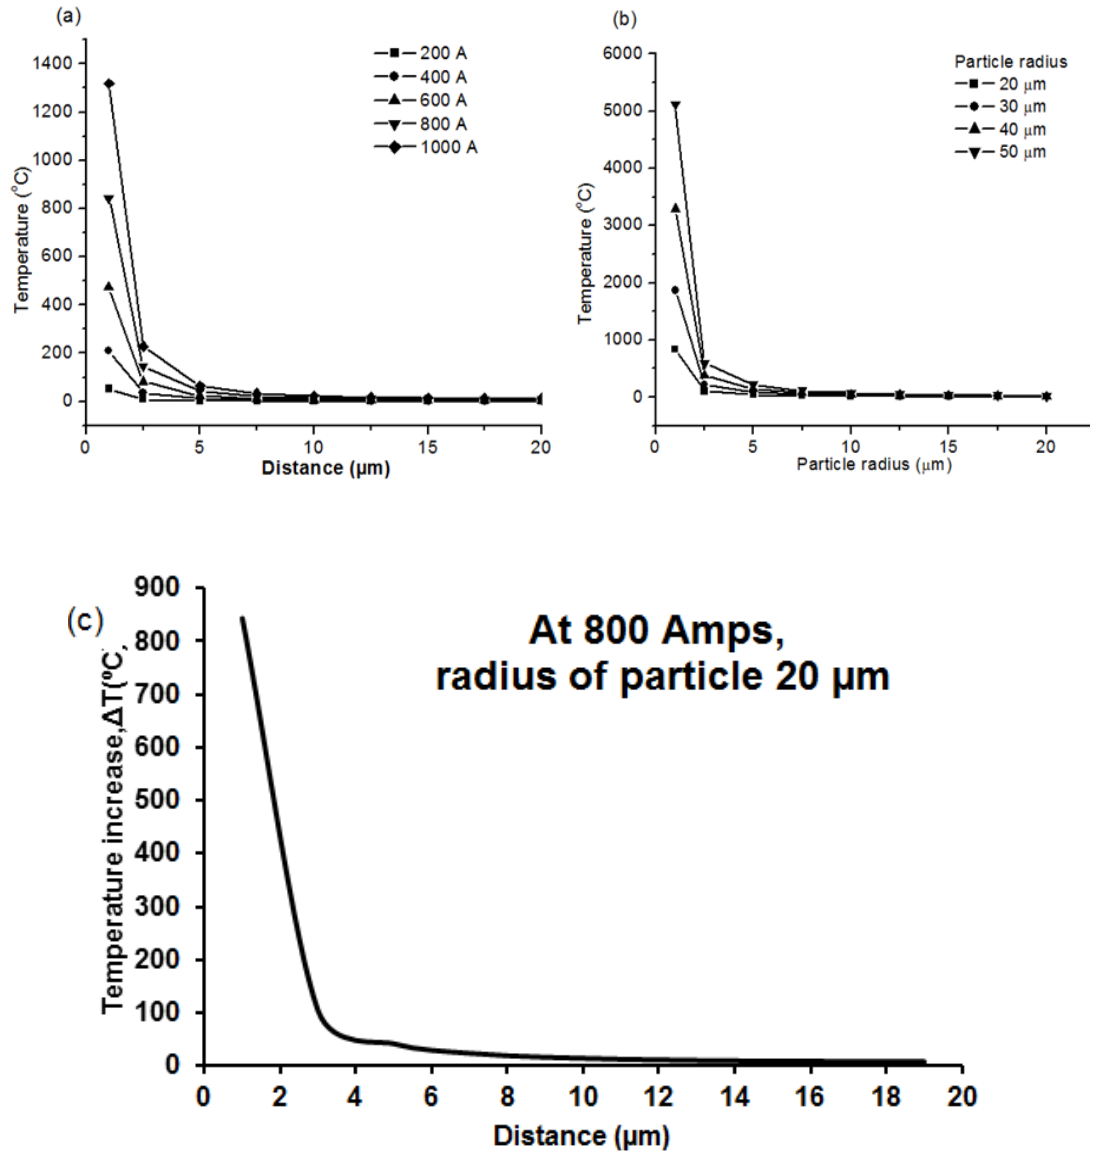 (a)
200 A
400 A
600 A
800 A
1000 A
1400
1200
1000
800
600
400
200
0
Temperature (°C)
0 5 10 15 20
Distance (µm)
(b)
Particle radius
20 µm
30 µm
40 µm
50 µm
6000
5000
4000
3000
2000
1000
0
Temperature (°C)
0 5 10 15 20
Particle radius (µm)
(c)
At 800 Amps,
radius of particle 20 µm
900
800
700
600
500
400
300
200
100
0
Temperature increase,ΔT(ºC)
0 2 4 6 8 10 12 14 16 18 20
Distance (µm)